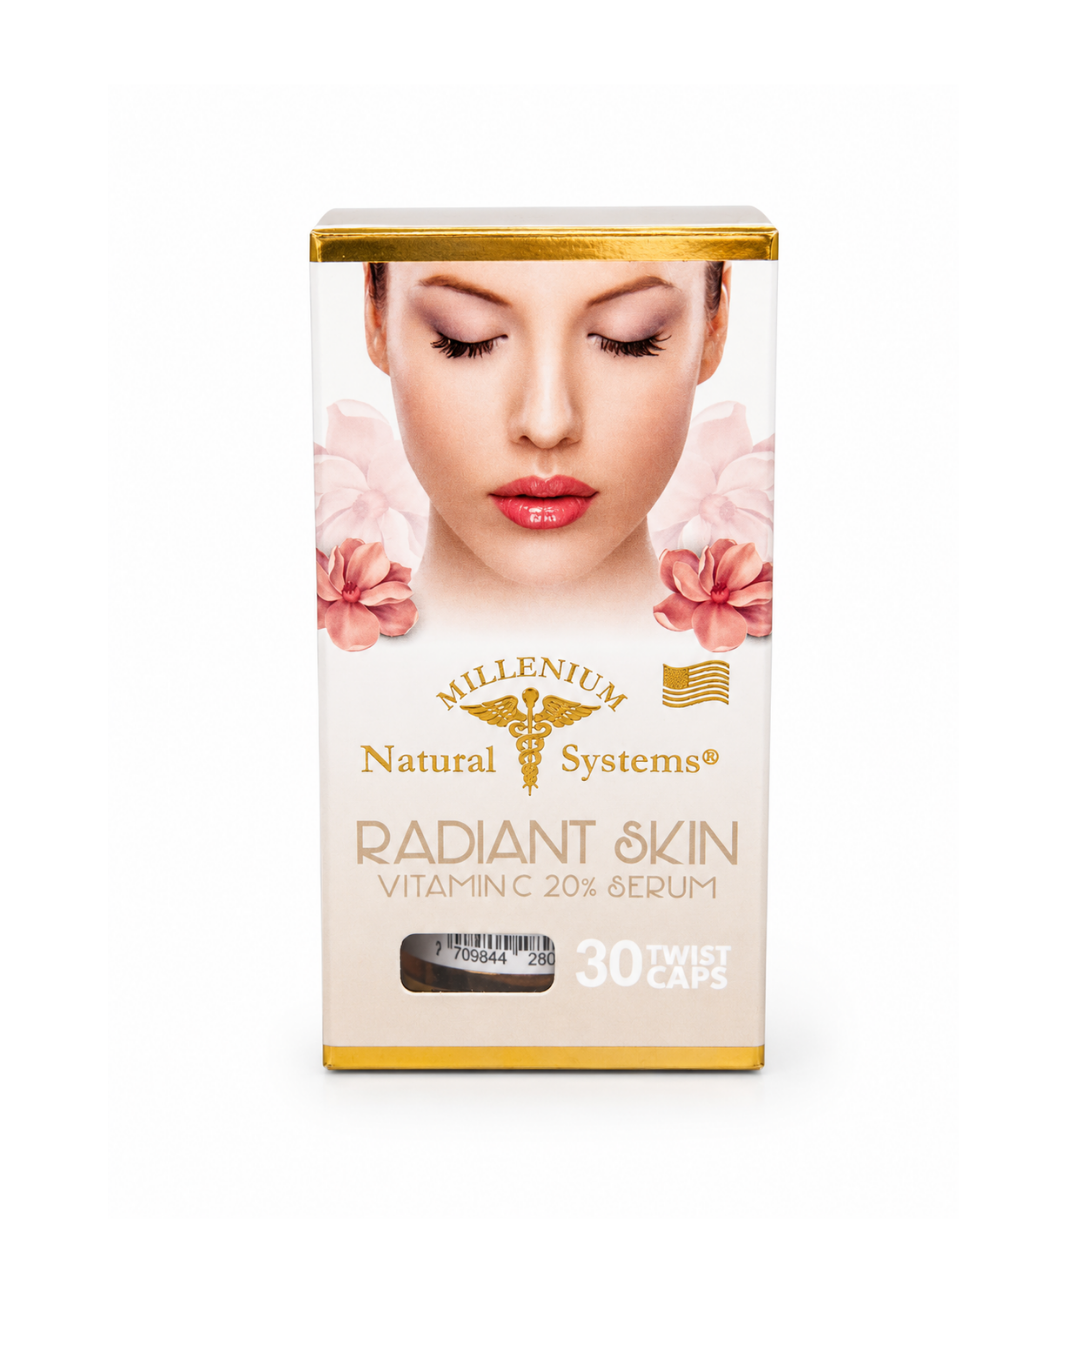 MILLENIUM
Natural Systems®
RADIANT SKIN
VITAMIN C 20% SERUM
709844 280
30 TWIST
CAPS